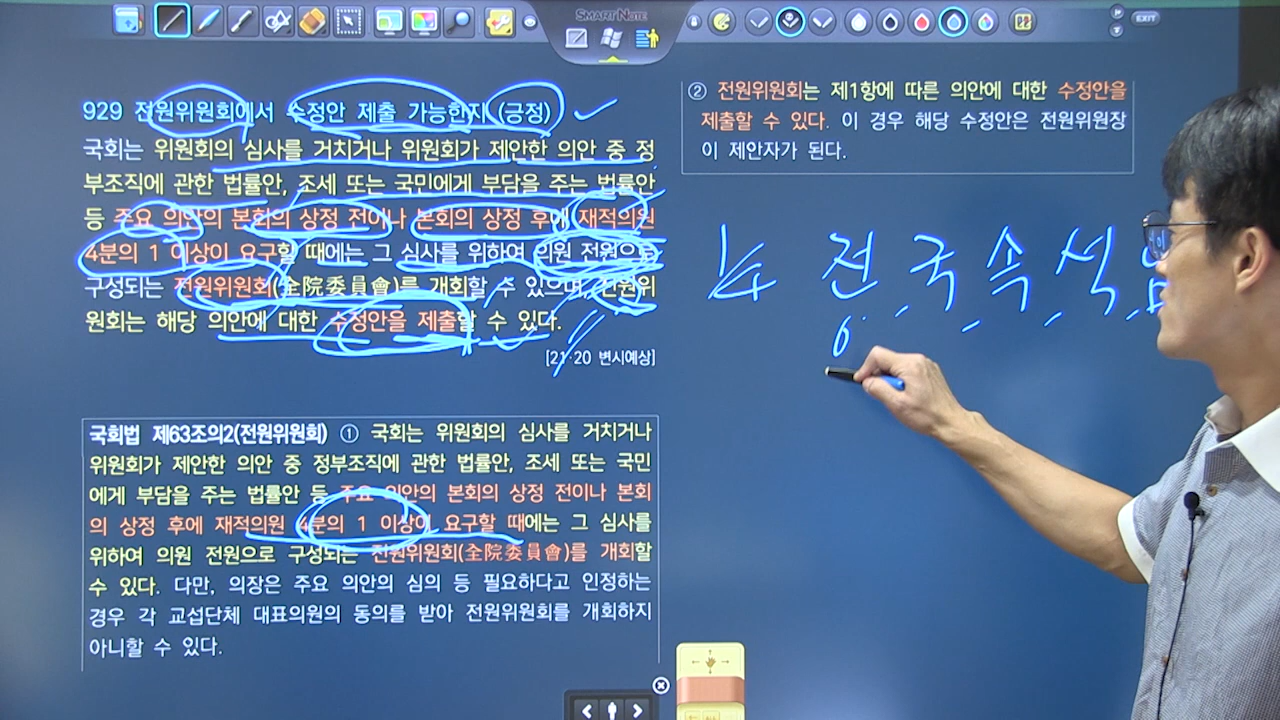 SMART NOTE
EXIT
929 전원위원회에서 수정안 제출 가능한지 (긍정)
국회는 위원회의 심사를 거치거나 위원회가 제안한 의안 중 정
부조직에 관한 법률안, 조세 또는 국민에게 부담을 주는 법률안
등 주요 의안의 본회의 상정 전이나 본회의 상정 후에 재적의원
4분의 1 이상이 요구할 때에는 그 심사를 위하여 의원 전원으로
구성되는 전원위원회(全院委員會)를 개회할 수 있으며, 전원위
원회는 해당 의안에 대한 수정안을 제출할 수 있다.
[21·20 변시예상]
국회법 제63조의2(전원위원회) ① 국회는 위원회의 심사를 거치거나
위원회가 제안한 의안 중 정부조직에 관한 법률안, 조세 또는 국민
에게 부담을 주는 법률안 등 주요 의안의 본회의 상정 전이나 본회
의 상정 후에 재적의원 4분의 1 이상이 요구할 때에는 그 심사를
위하여 의원 전원으로 구성되는 전원위원회(全院委員會)를 개회할
수 있다. 다만, 의장은 주요 의안의 심의 등 필요하다고 인정하는
경우 각 교섭단체 대표의원의 동의를 받아 전원위원회를 개회하지
아니할 수 있다.
② 전원위원회는 제1항에 따른 의안에 대한 수정안을
제출할 수 있다. 이 경우 해당 수정안은 전원위원장
이 제안자가 된다.
1/4 전 국 속 석